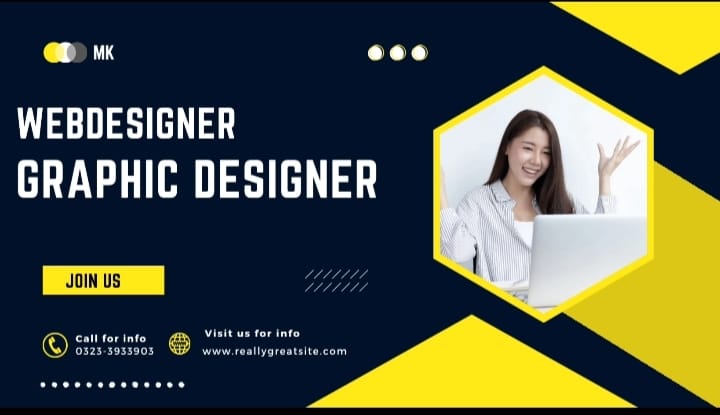 MK
WEBDESIGNER
GRAPHIC DESIGNER
JOIN US
Call for info
0323-3933903
Visit us for info
www.reallygreatsite.com